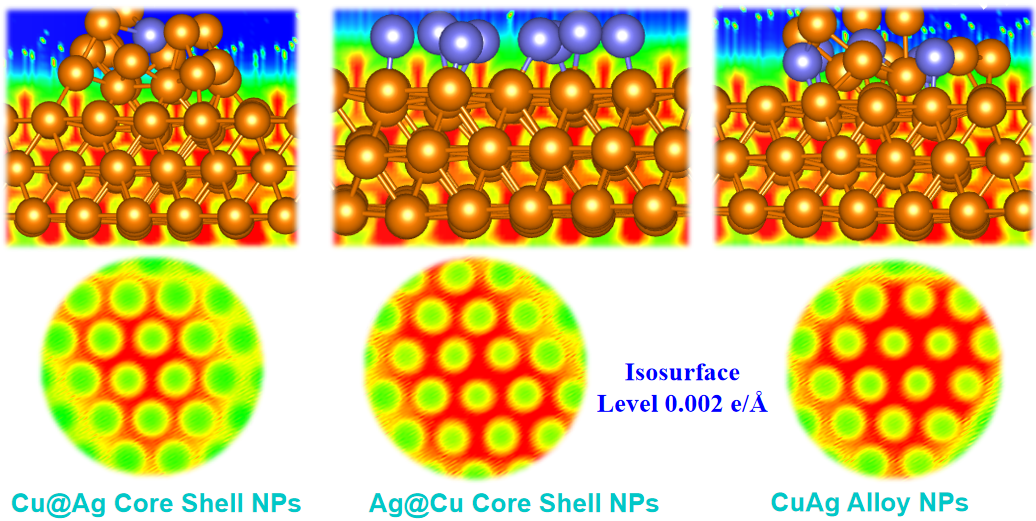 Isosurface
Level 0.002 e/Å
Cu@Ag Core Shell NPs
Ag@Cu Core Shell NPs
CuAg Alloy NPs